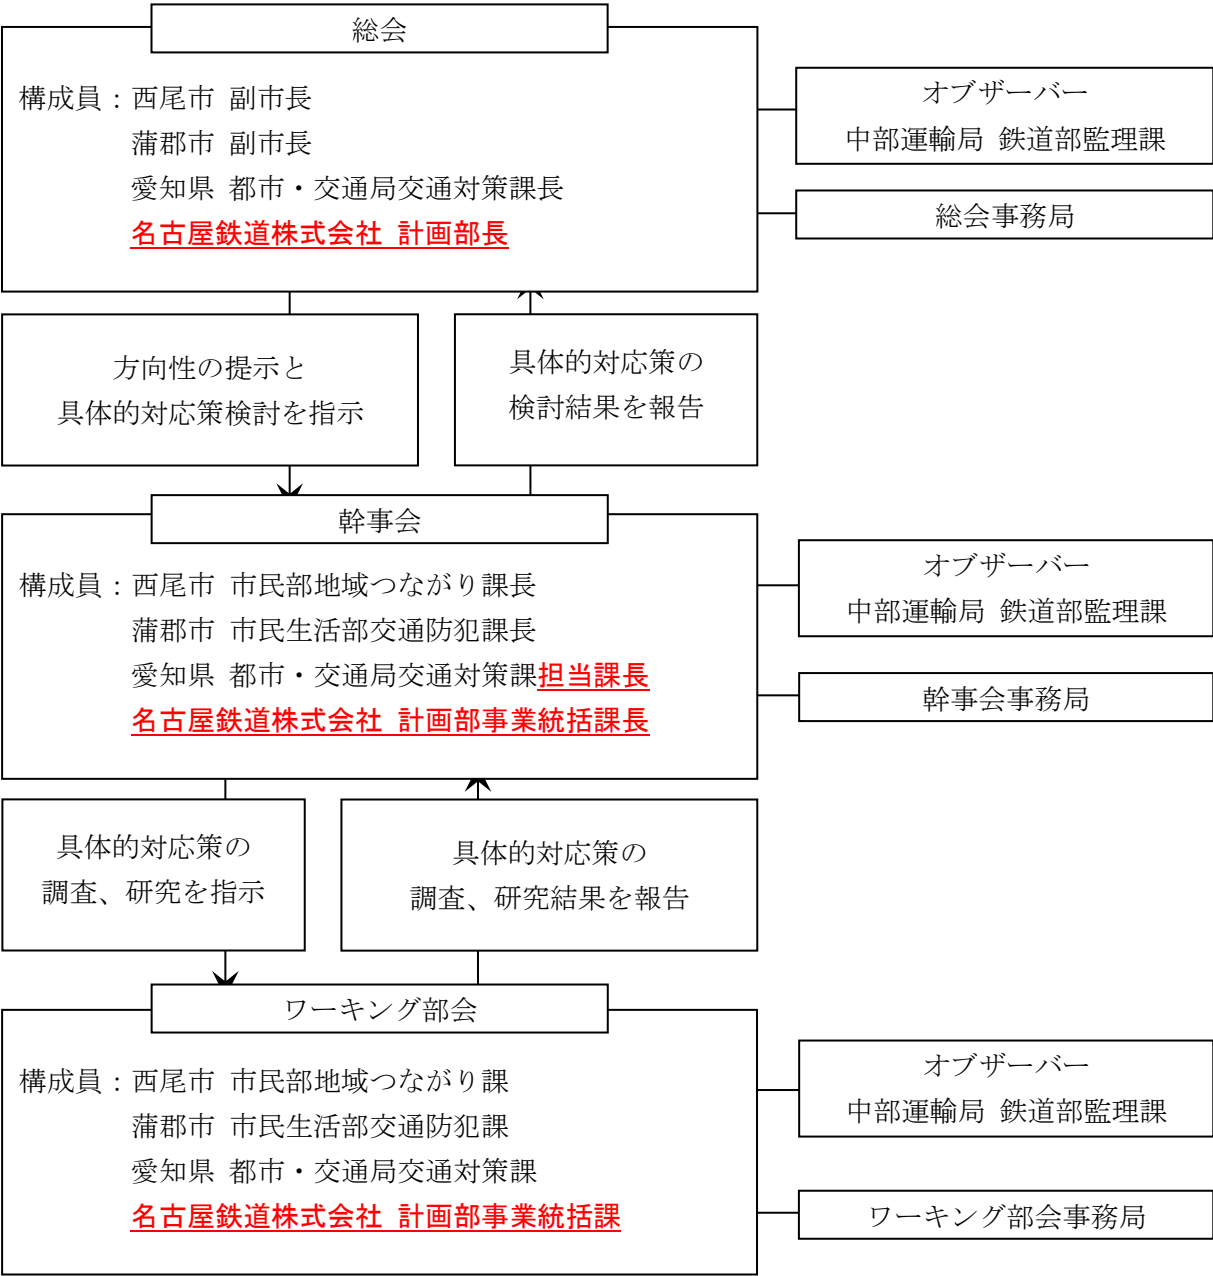 総会
構成員：西尾市 副市長
蒲郡市 副市長
愛知県 都市・交通局交通対策課長
名古屋鉄道株式会社 計画部長
オブザーバー
中部運輸局 鉄道部監理課
総会事務局
方向性の提示と
具体的対応策検討を指示
具体的対応策の
検討結果を報告
幹事会
構成員：西尾市 市民部地域つながり課長
蒲郡市 市民生活部交通防犯課長
愛知県 都市・交通局交通対策課担当課長
名古屋鉄道株式会社 計画部事業統括課長
オブザーバー
中部運輸局 鉄道部監理課
幹事会事務局
具体的対応策の
調査、研究を指示
具体的対応策の
調査、研究結果を報告
ワーキング部会
構成員：西尾市 市民部地域つながり課
蒲郡市 市民生活部交通防犯課
愛知県 都市・交通局交通対策課
名古屋鉄道株式会社 計画部事業統括課
オブザーバー
中部運輸局 鉄道部監理課
ワーキング部会事務局